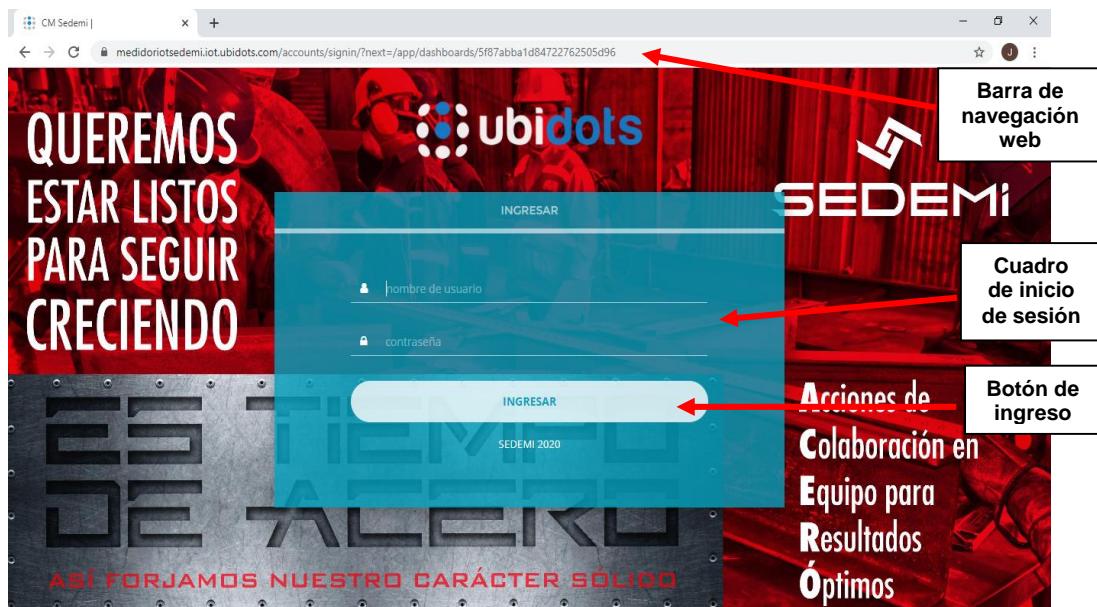 CM Sedemi |
medidoriotsedemi.iot.ubidots.com/accounts/signin/?next=/app/dashboards/5f87abba1d84722762505d96
J
Barra de
navegación
web
QUEREMOS
ESTAR LISTOS
PARA SEGUIR
CRECIENDO
ubidots
SEDEMi
INGRESAR
nombre de usuario
contraseña
INGRESAR
SEDEMI 2020
Cuadro
de inicio
de sesión
Botón de
ingreso
ES TIEMPO
DE ACERO
ASÍ FORJAMOS NUESTRO CARÁCTER SÓLIDO
Acciones de
Colaboración en
Equipo para
Resultados
Óptimos